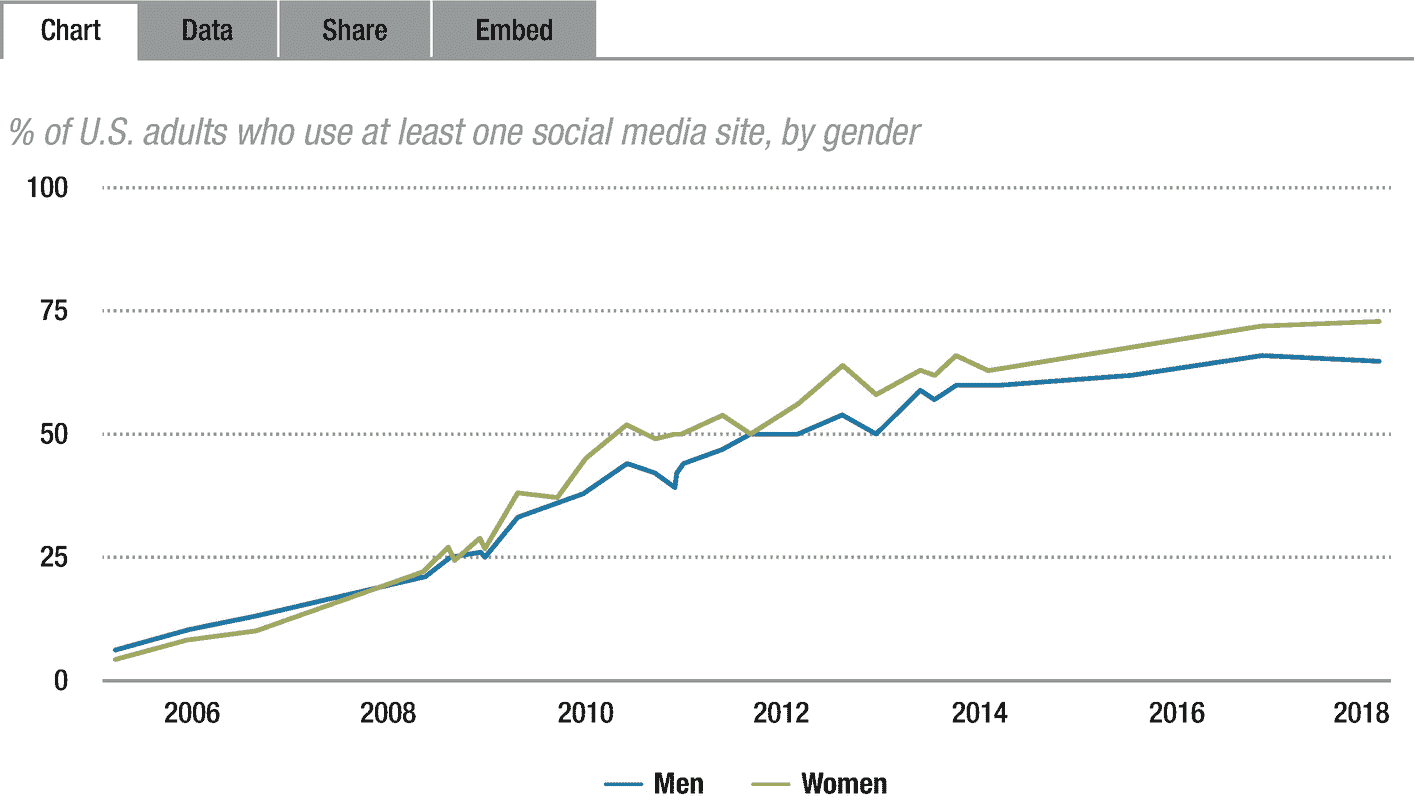 Chart Data Share Embed
% of U.S. adults who use at least one social media site, by gender
100
75
50
25
0
2006 2008 2010 2012 2014 2016 2018
Men Women